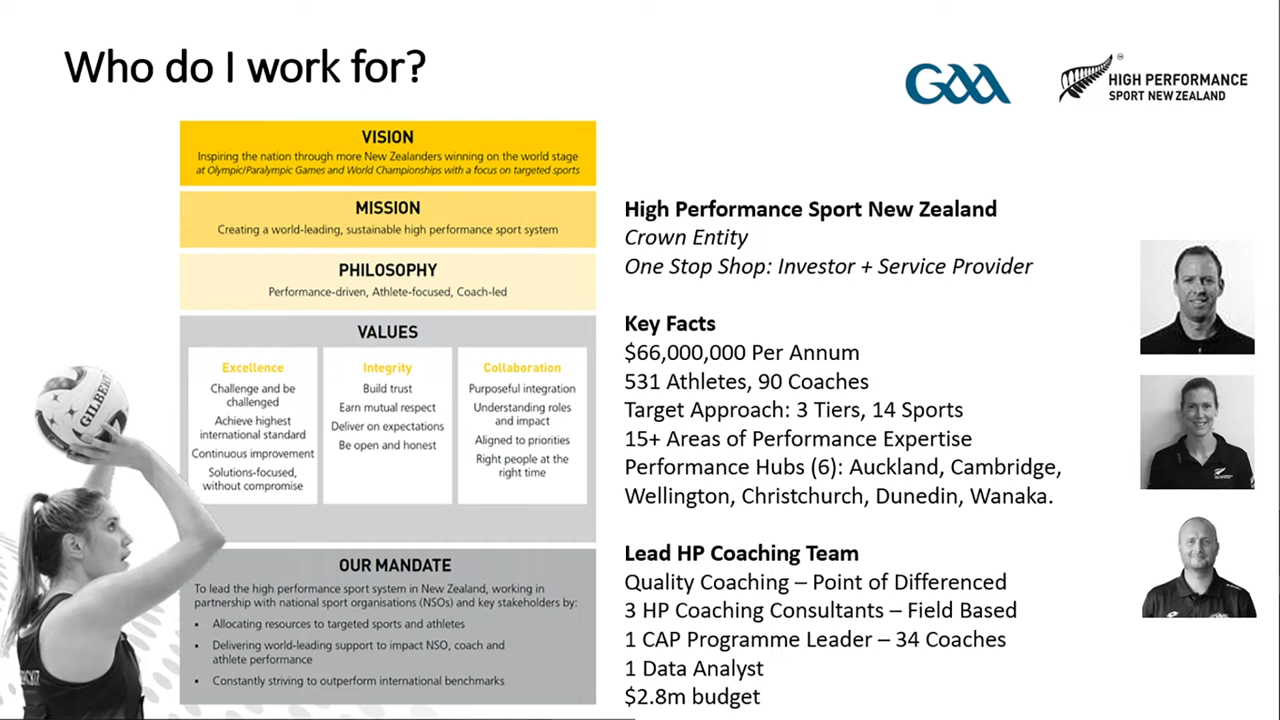 Who do I work for?
GAA
HIGH PERFORMANCE
SPORT NEW ZEALAND
TM
VISION
Inspiring the nation through more New Zealanders winning on the world stage
at Olympic/Paralympic Games and World Championships with a focus on targeted sports
MISSION
Creating a world-leading, sustainable high performance sport system
PHILOSOPHY
Performance-driven, Athlete-focused, Coach-led
VALUES
Excellence
Challenge and be
challenged
Achieve highest
international standard
Continuous improvement
Solutions-focused,
without compromise
Integrity
Build trust
Earn mutual respect
Deliver on expectations
Be open and honest
Collaboration
Purposeful integration
Understanding roles
and impact
Aligned to priorities
Right people at the
right time
OUR MANDATE
To lead the high performance sport system in New Zealand, working in
partnership with national sport organisations (NSOs) and key stakeholders by:
• Allocating resources to targeted sports and athletes
• Delivering world-leading support to impact NSO, coach and
athlete performance
• Constantly striving to outperform international benchmarks
GILBERT
High Performance Sport New Zealand
Crown Entity
One Stop Shop: Investor + Service Provider
Key Facts
$66,000,000 Per Annum
531 Athletes, 90 Coaches
Target Approach: 3 Tiers, 14 Sports
15+ Areas of Performance Expertise
Performance Hubs (6): Auckland, Cambridge,
Wellington, Christchurch, Dunedin, Wanaka.
Lead HP Coaching Team
Quality Coaching – Point of Differenced
3 HP Coaching Consultants – Field Based
1 CAP Programme Leader – 34 Coaches
1 Data Analyst
$2.8m budget